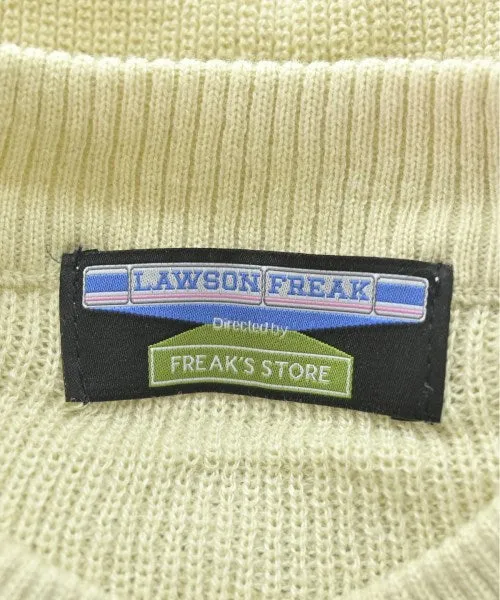 LAWSON FREAK
Directed by
FREAK'S STORE